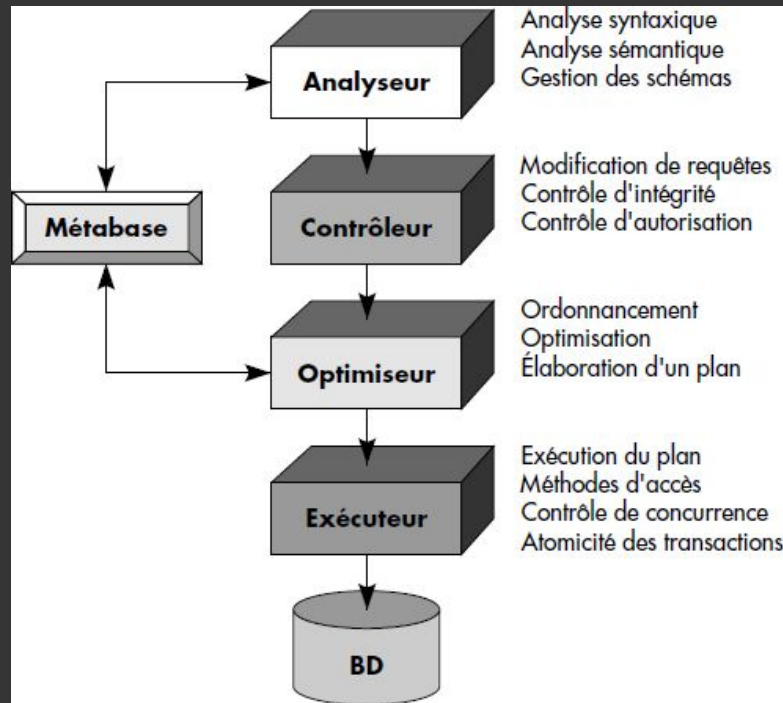 Analyse syntaxique
Analyse sémantique
Gestion des schémas
Analyseur
Modification de requêtes
Contrôle d'intégrité
Contrôle d'autorisation
Métabase
Contrôleur
Ordonnancement
Optimisation
Élaboration d'un plan
Optimiseur
Exécution du plan
Méthodes d'accès
Contrôle de concurrence
Atomicité des transactions
Exécuteur
BD